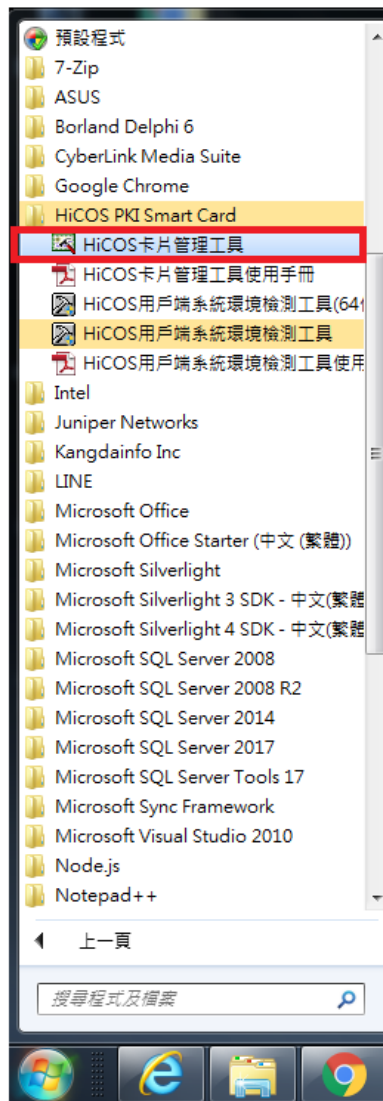 預設程式
7-Zip
ASUS
Borland Delphi 6
CyberLink Media Suite
Google Chrome
HiCOS PKI Smart Card
HiCOS卡片管理工具
HiCOS卡片管理工具使用手冊
HiCOS用戶端系統環境檢測工具(64
HiCOS用戶端系統環境檢測工具
HiCOS用戶端系統環境檢測工具使用
Intel
Juniper Networks
Kangdainfo Inc
LINE
Microsoft Office
Microsoft Office Starter (中文 (繁體))
Microsoft Silverlight
Microsoft Silverlight 3 SDK - 中文(繁體
Microsoft Silverlight 4 SDK - 中文(繁體
Microsoft SQL Server 2008
Microsoft SQL Server 2008 R2
Microsoft SQL Server 2014
Microsoft SQL Server 2017
Microsoft SQL Server Tools 17
Microsoft Sync Framework
Microsoft Visual Studio 2010
Node.js
Notepad++
上一頁
搜尋程式及檔案